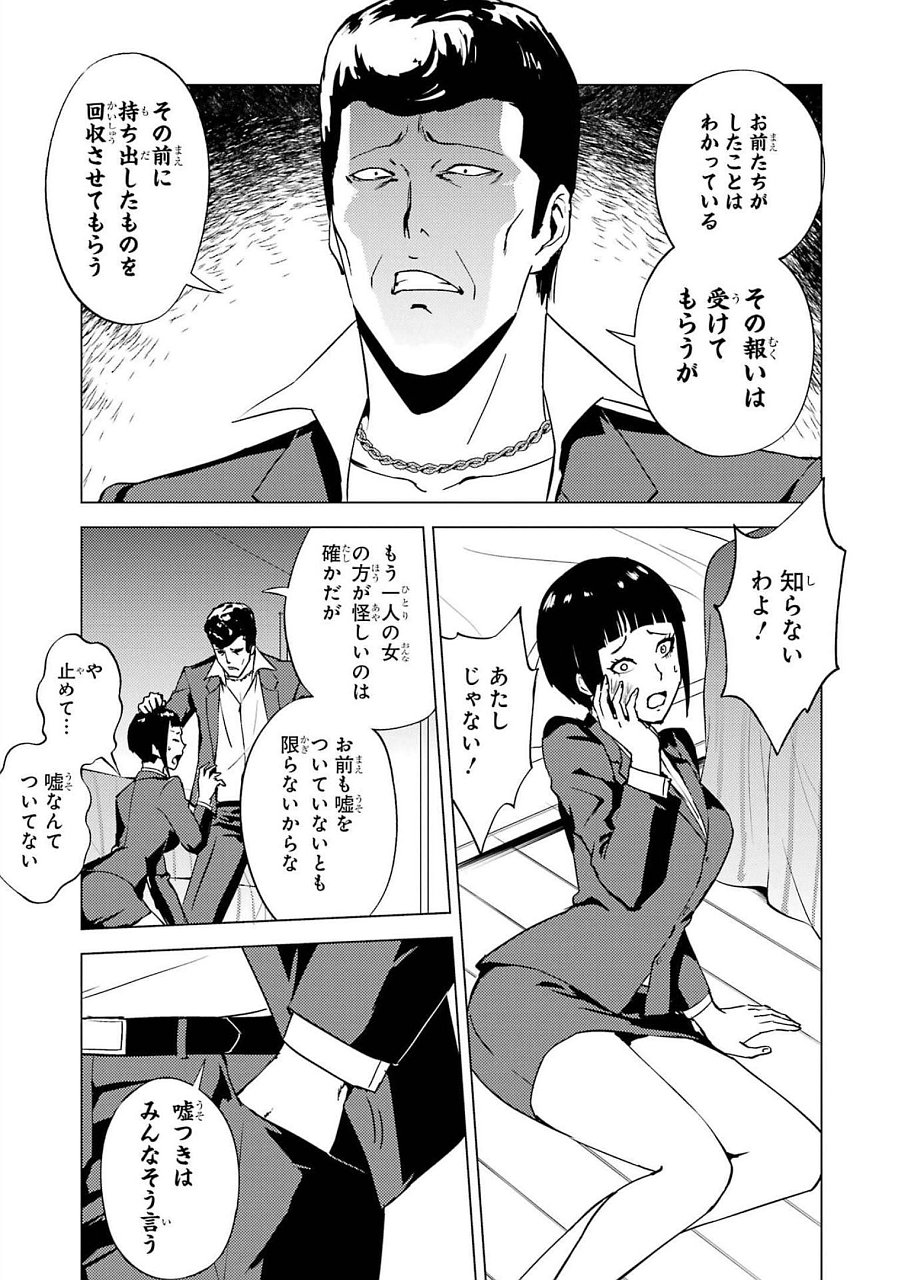 お前たちが
したことは
わかっている
その報いは
受けて
もらうが
その前に
持ち出したものを
回収させてもらう
知らない
わよ！
あたし
じゃない！
もう一人の女
の方が怪しいのは
確かだが
お前も嘘を
ついていないとも
限らないからな
や
止めて…
嘘なんて
ついてない
嘘つきは
みんなそう言う